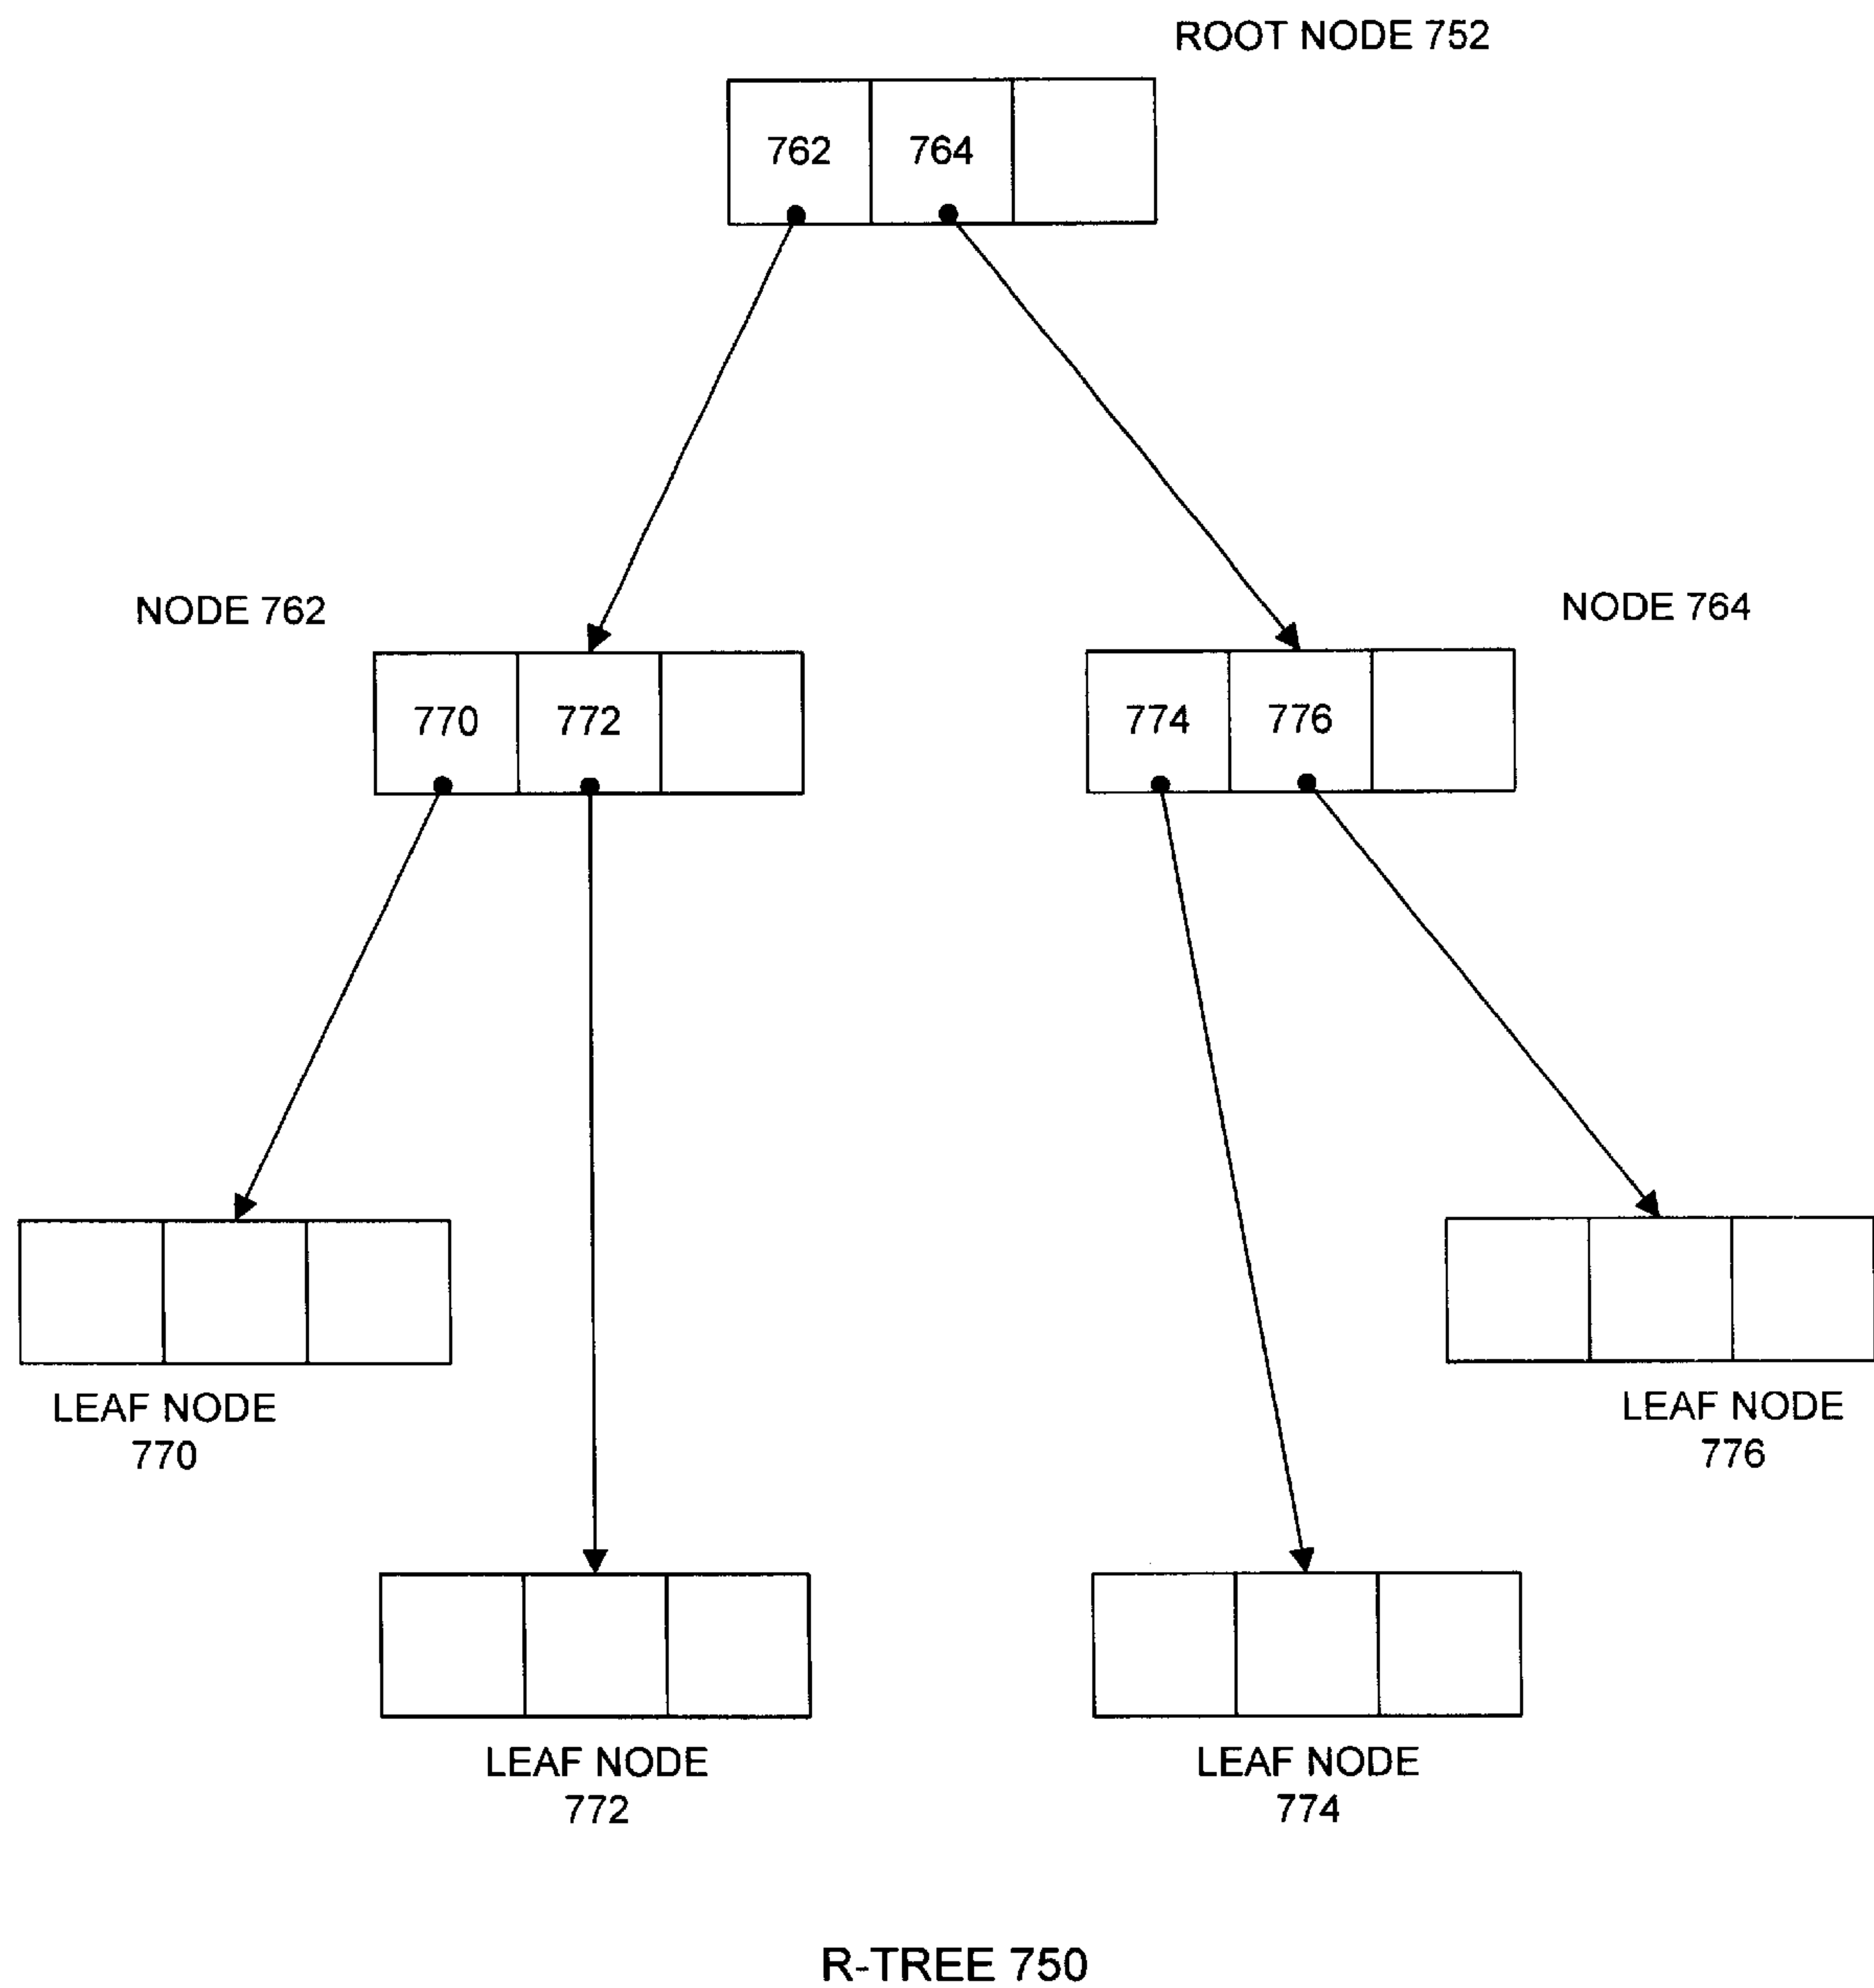 ROOT NODE 752
762 764
NODE 762
NODE 764
770 772
774 776
LEAF NODE
770
LEAF NODE
776
LEAF NODE
772
LEAF NODE
774
R-TREE 750